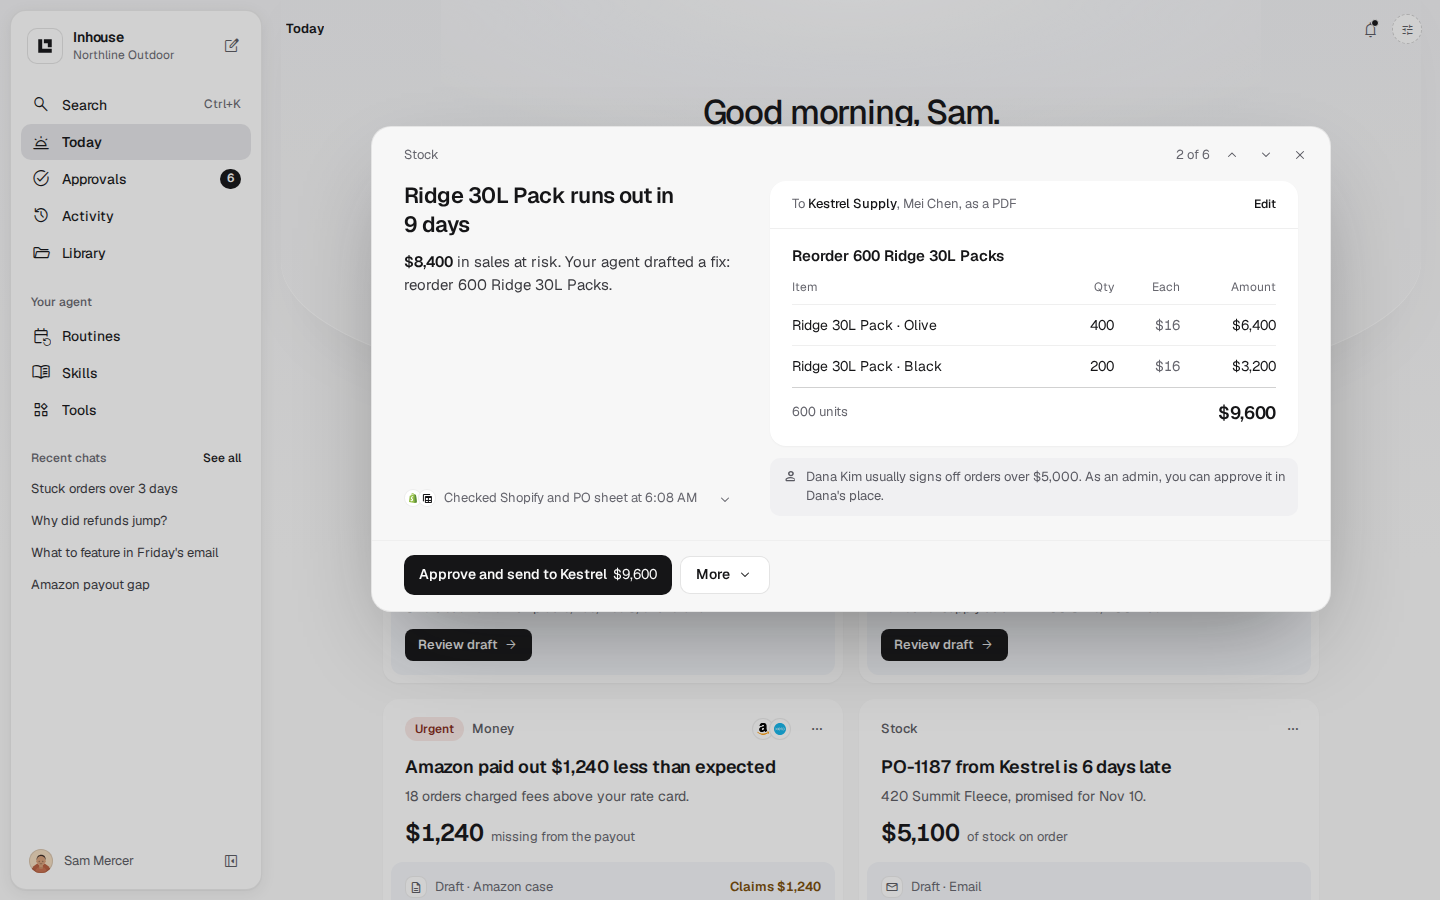 Inhouse
Northline Outdoor
Search
Ctrl+K
Today
Approvals
6
Activity
Library
Your agent
Routines
Skills
Tools
Recent chats
See all
Stuck orders over 3 days
Why did refunds jump?
What to feature in Friday's email
Amazon payout gap
Sam Mercer
Today
Good morning, Sam.
Stock
2 of 6
Ridge 30L Pack runs out in
9 days
$8,400 in sales at risk. Your agent drafted a fix:
reorder 600 Ridge 30L Packs.
Checked Shopify and PO sheet at 6:08 AM
To Kestrel Supply, Mei Chen, as a PDF
Edit
Reorder 600 Ridge 30L Packs
Item Qty Each Amount
Ridge 30L Pack · Olive 400 $16 $6,400
Ridge 30L Pack · Black 200 $16 $3,200
600 units $9,600
Dana Kim usually signs off orders over $5,000. As an admin, you can approve it in
Dana's place.
Approve and send to Kestrel $9,600
More
Review draft
Review draft
Urgent
Money
Amazon paid out $1,240 less than expected
18 orders charged fees above your rate card.
$1,240 missing from the payout
Draft · Amazon case
Claims $1,240
Stock
PO-1187 from Kestrel is 6 days late
420 Summit Fleece, promised for Nov 10.
$5,100 of stock on order
Draft · Email